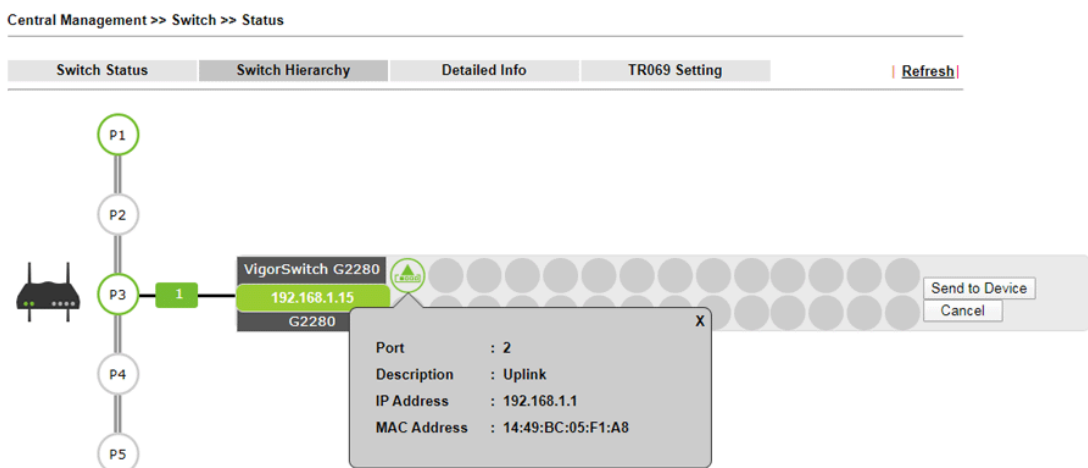 Central Management >> Switch >> Status
Switch Status Switch Hierarchy Detailed Info TR069 Setting | Refresh|
P1
P2
P3
1
VigorSwitch G2280
192.168.1.15
G2280
Send to Device
Cancel
X
Port : 2
Description : Uplink
IP Address : 192.168.1.1
MAC Address : 14:49:BC:05:F1:A8
P4
P5